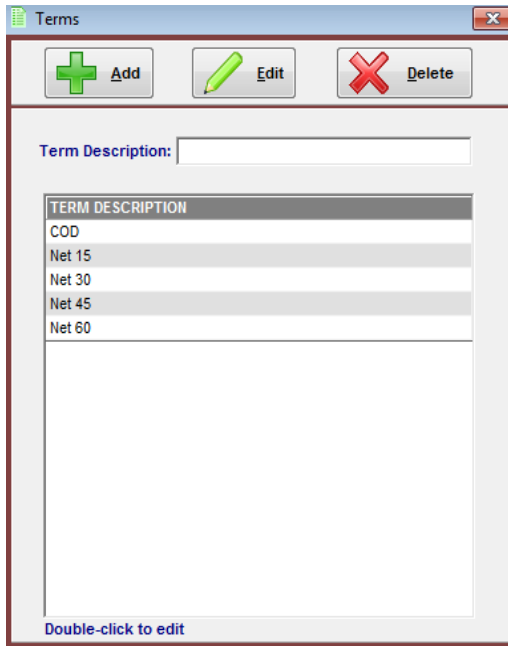 Terms
Add Edit Delete
Term Description:
TERM DESCRIPTION
COD
Net 15
Net 30
Net 45
Net 60
Double-click to edit